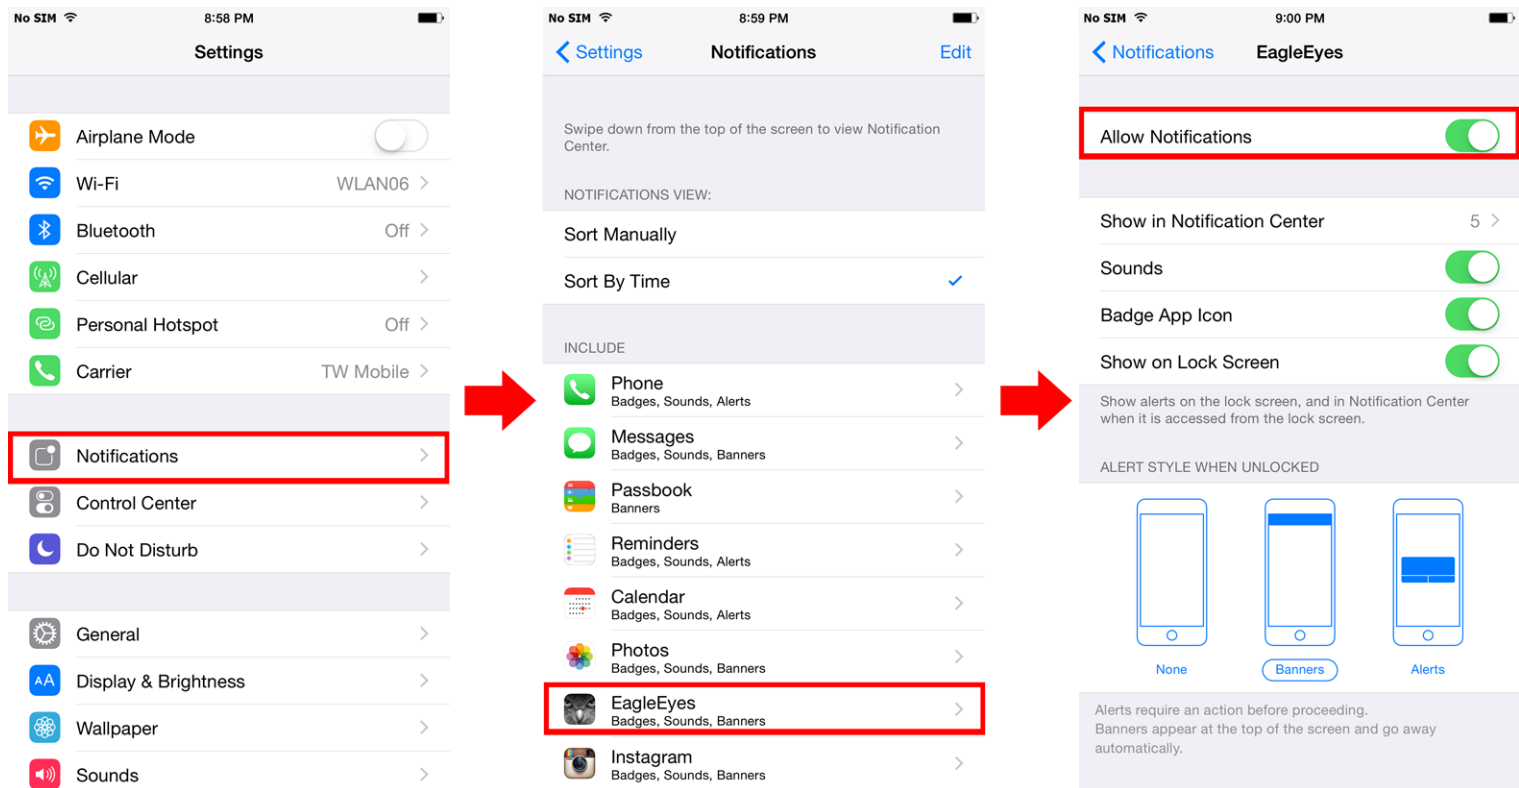 No SIM 8:58 PM
Settings
Airplane Mode
Wi-Fi WLAN06
Bluetooth Off
Cellular
Personal Hotspot Off
Carrier TW Mobile
Notifications
Control Center
Do Not Disturb
General
AA Display & Brightness
Wallpaper
Sounds
No SIM 8:59 PM
Settings Notifications Edit
Swipe down from the top of the screen to view Notification
Center.
NOTIFICATIONS VIEW:
Sort Manually
Sort By Time
INCLUDE
Phone
Badges, Sounds, Alerts
Messages
Badges, Sounds, Banners
Passbook
Banners
Reminders
Badges, Sounds, Alerts
Calendar
Badges, Sounds, Alerts
Photos
Badges, Sounds, Banners
EagleEyes
Badges, Sounds, Banners
Instagram
Badges, Sounds, Banners
No SIM 9:00 PM
Notifications EagleEyes
Allow Notifications
Show in Notification Center 5
Sounds
Badge App Icon
Show on Lock Screen
Show alerts on the lock screen, and in Notification Center
when it is accessed from the lock screen.
ALERT STYLE WHEN UNLOCKED
None Banners Alerts
Alerts require an action before proceeding.
Banners appear at the top of the screen and go away
automatically.